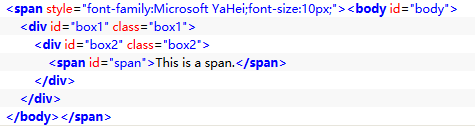 <span style="font-family:Microsoft YaHei;font-size:10px;"><body id="body">
<div id="box1" class="box1">
<div id="box2" class="box2">
<span id="span">This is a span.</span>
</div>
</div>
</body></span>